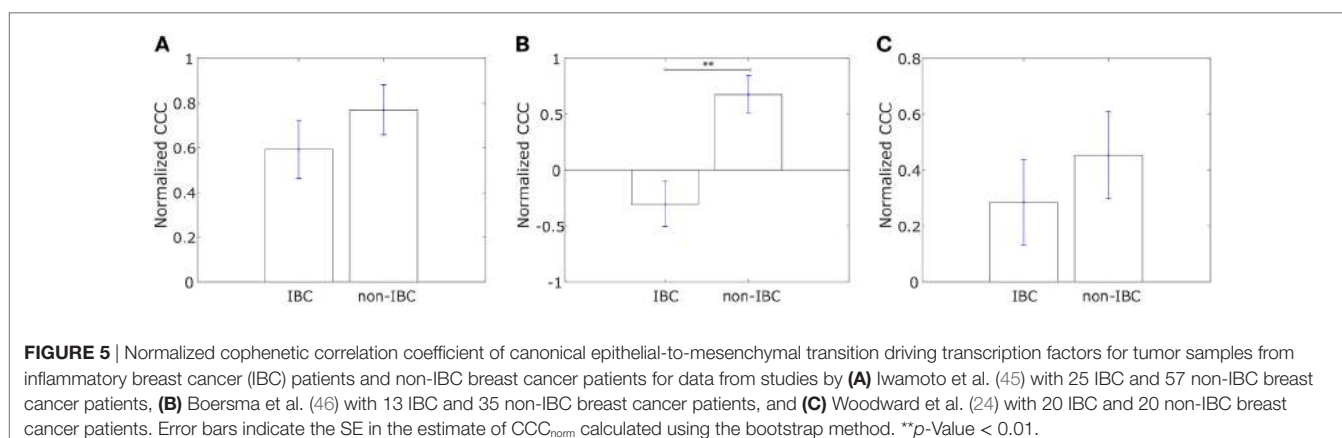 A
1
0.8
0.6
0.4
0.2
0
Normalized CCC
IBC non-IBC
B
1
0.5
0
-0.5
-1
Normalized CCC
**
IBC non-IBC
C
0.8
0.6
0.4
0.2
0
Normalized CCC
IBC non-IBC
FIGURE 5 | Normalized cophenetic correlation coefficient of canonical epithelial-to-mesenchymal transition driving transcription factors for tumor samples from
inflammatory breast cancer (IBC) patients and non-IBC breast cancer patients for data from studies by (A) Iwamoto et al. (45) with 25 IBC and 57 non-IBC breast
cancer patients, (B) Boersma et al. (46) with 13 IBC and 35 non-IBC breast cancer patients, and (C) Woodward et al. (24) with 20 IBC and 20 non-IBC breast
cancer patients. Error bars indicate the SE in the estimate of CCCnorm calculated using the bootstrap method. **p-Value < 0.01.